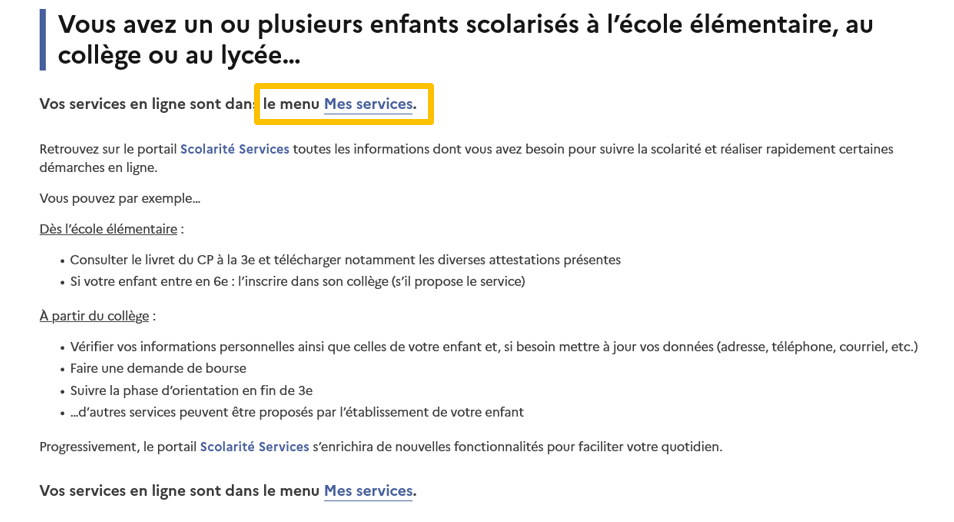 Vous avez un ou plusieurs enfants scolarisés à l’école élémentaire, au
collège ou au lycée…
Vos services en ligne sont dans le menu Mes services.
Retrouvez sur le portail Scolarité Services toutes les informations dont vous avez besoin pour suivre la scolarité et réaliser rapidement certaines
démarches en ligne.
Vous pouvez par exemple…
Dès l’école élémentaire :
• Consulter le livret du CP à la 3e et télécharger notamment les diverses attestations présentes
• Si votre enfant entre en 6e : l’inscrire dans son collège (s’il propose le service)
À partir du collège :
• Vérifier vos informations personnelles ainsi que celles de votre enfant et, si besoin mettre à jour vos données (adresse, téléphone, courriel, etc.)
• Faire une demande de bourse
• Suivre la phase d’orientation en fin de 3e
• …d’autres services peuvent être proposés par l’établissement de votre enfant
Progressivement, le portail Scolarité Services s’enrichira de nouvelles fonctionnalités pour faciliter votre quotidien.
Vos services en ligne sont dans le menu Mes services.